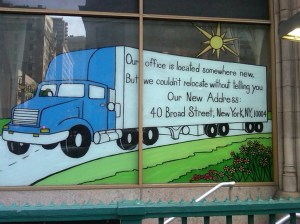 Our office is located somewhere new,
But we couldn't relocate without telling you
Our New Address:
40 Broad Street, New York, NY, 10004